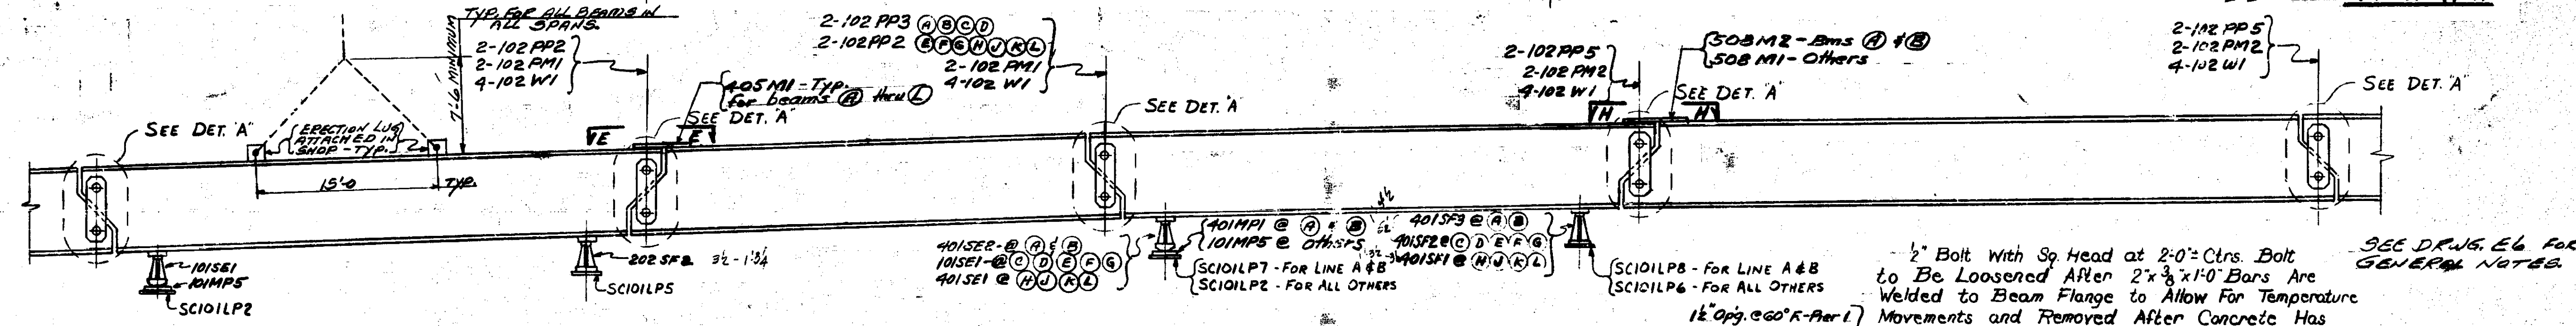 TYP. FOR ALL BEAMS IN
ALL SPANS.
7'-6 MINIMUM
2-102 PP2
2-102 PM1
4-102 W1
2-102 PP3 A B C D
2-102 PP2 E F G H J K L
2-102 PM1
4-102 W1
2-102 PP5
2-102 PM2
4-102 W1
508 M2 - Bms A & B
508 M1 - Others
2-102 PP5
2-102 PM2
4-102 W1
405 M1 - Typ.
for beams A thru L
SEE DET. "A"
ERECTION LUG
ATTACHED IN
SHOP - TYP.
E
E
SEE DET. "A"
SEE DET. "A"
H
H
SEE DET. "A"
SEE DET. "A"
15'-0
TYP.
101SE1
101MP5
SC101LP2
202 SF2
SC101LP5
401SE2 - @ A & B
101SE1 - @ C D E F G
401SE1 @ H J K L
401MP1 @ A & B
101MP5 @ others
SC101LP7 - FOR LINE A & B
SC101LP2 - FOR ALL OTHERS
401SF3 @ A B
401SF2 @ C D E F G
401SF1 @ H J K L
SC101LP8 - FOR LINE A & B
SC101LP6 - FOR ALL OTHERS
1/2" Bolt With Sq. Head at 2'-0"± Ctrs. Bolt
to Be Loosened After 2"x 3/8"x1'-0" Bars Are
Welded to Beam Flange to Allow For Temperature
Movements and Removed After Concrete Has
1½" Op'g. @ 60° F - Pier 1
SEE DRWG. E6 FOR
GENERAL NOTES.